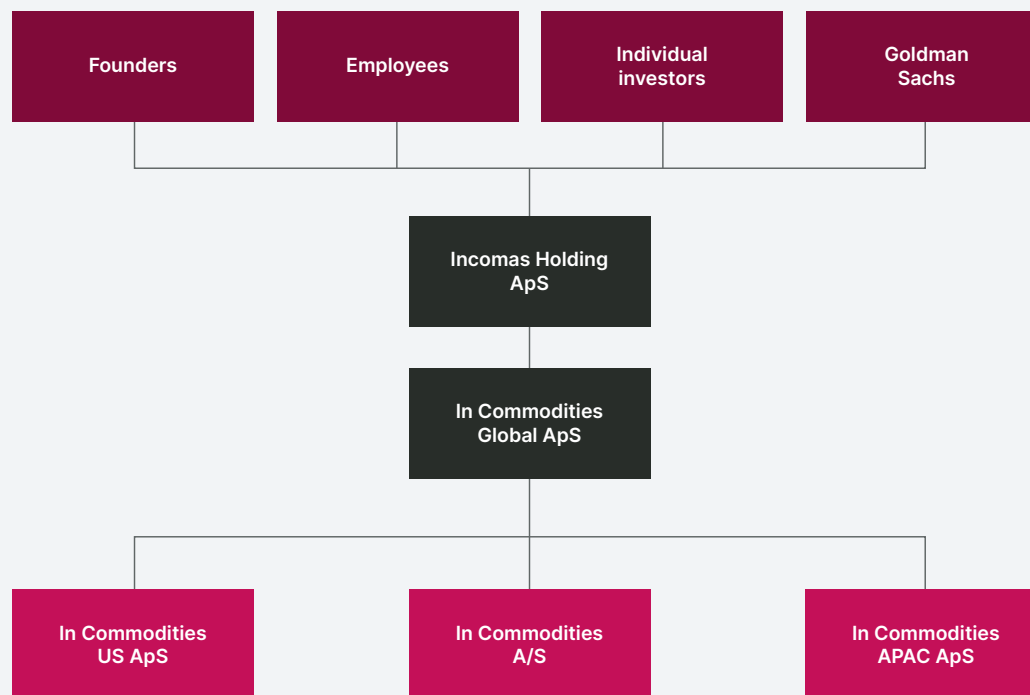 Founders
Employees
Individual
investors
Goldman
Sachs
Incomas Holding
ApS
In Commodities
Global ApS
In Commodities
US ApS
In Commodities
A/S
In Commodities
APAC ApS